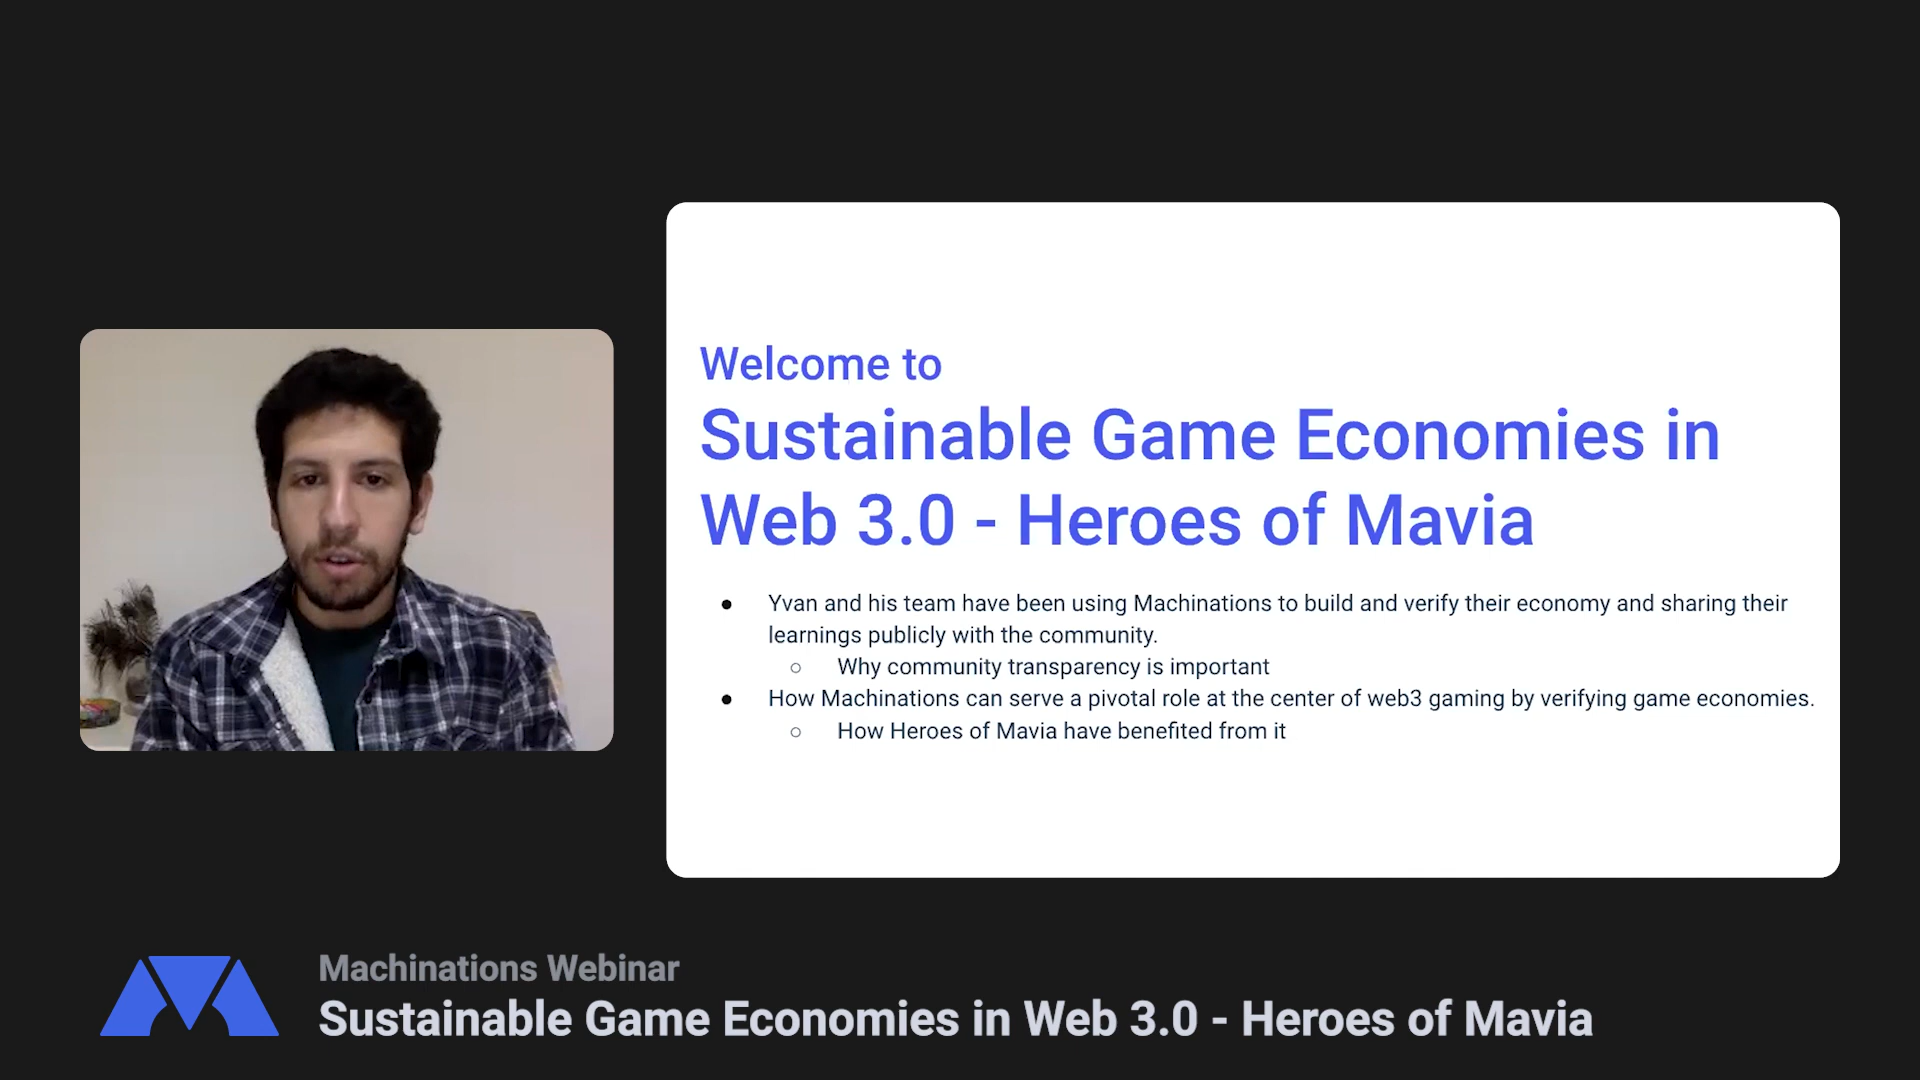 Welcome to
Sustainable Game Economies in
Web 3.0 - Heroes of Mavia
● Yvan and his team have been using Machinations to build and verify their economy and sharing their
learnings publicly with the community.
○ Why community transparency is important
● How Machinations can serve a pivotal role at the center of web3 gaming by verifying game economies.
○ How Heroes of Mavia have benefited from it
Machinations Webinar
Sustainable Game Economies in Web 3.0 - Heroes of Mavia